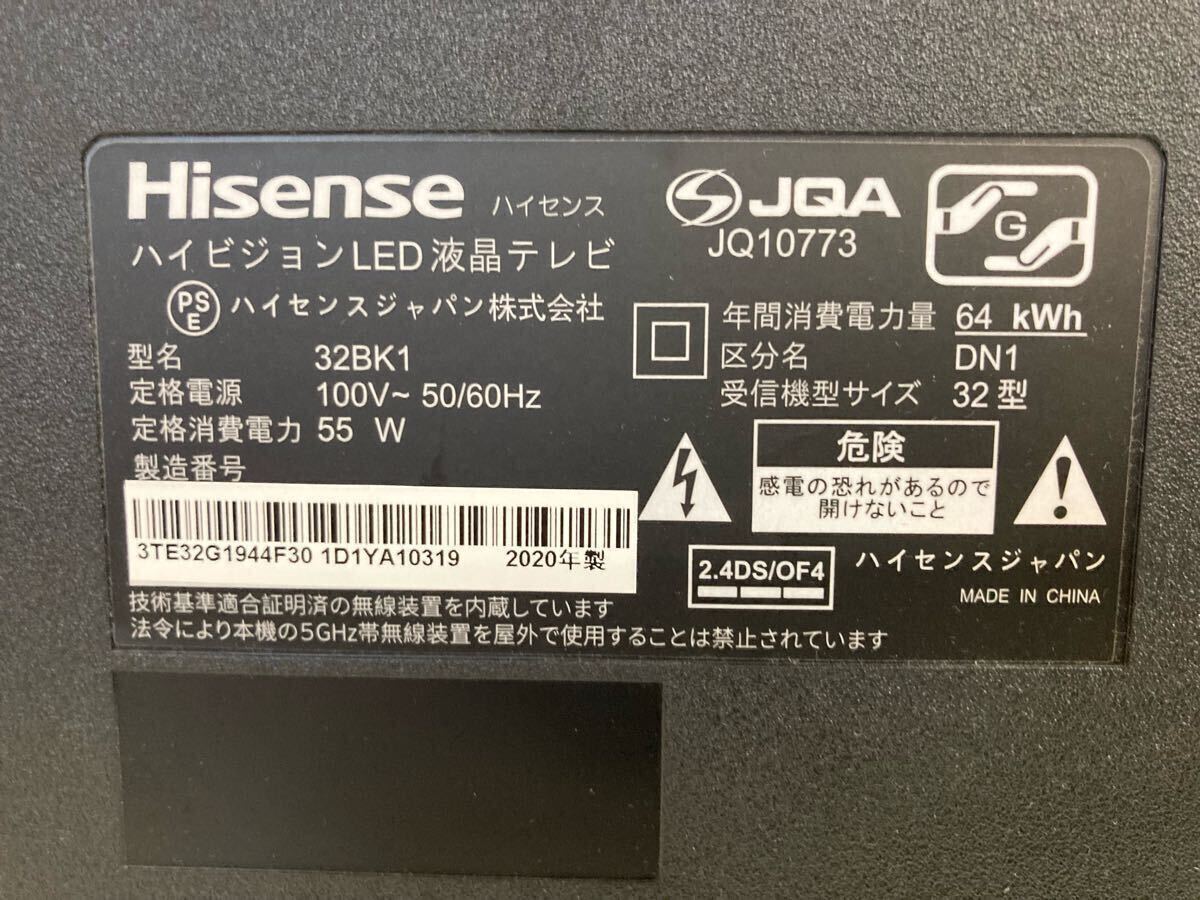 Hisense ハイセンス
ハイビジョンLED液晶テレビ
PSE ハイセンスジャパン株式会社
型名 32BK1
定格電源 100V~ 50/60Hz
定格消費電力 55 W
製造番号
3TE32G1944F30 1D1YA10319 2020年製
技術基準適合証明済の無線装置を内蔵しています
法令により本機の5GHz帯無線装置を屋外で使用することは禁止されています
JQA
JQ10773
G
年間消費電力量 64 kWh
区分名 DN1
受信機型サイズ 32型
危険
感電の恐れがあるので
開けないこと
2.4DS/OF4
ハイセンスジャパン
MADE IN CHINA